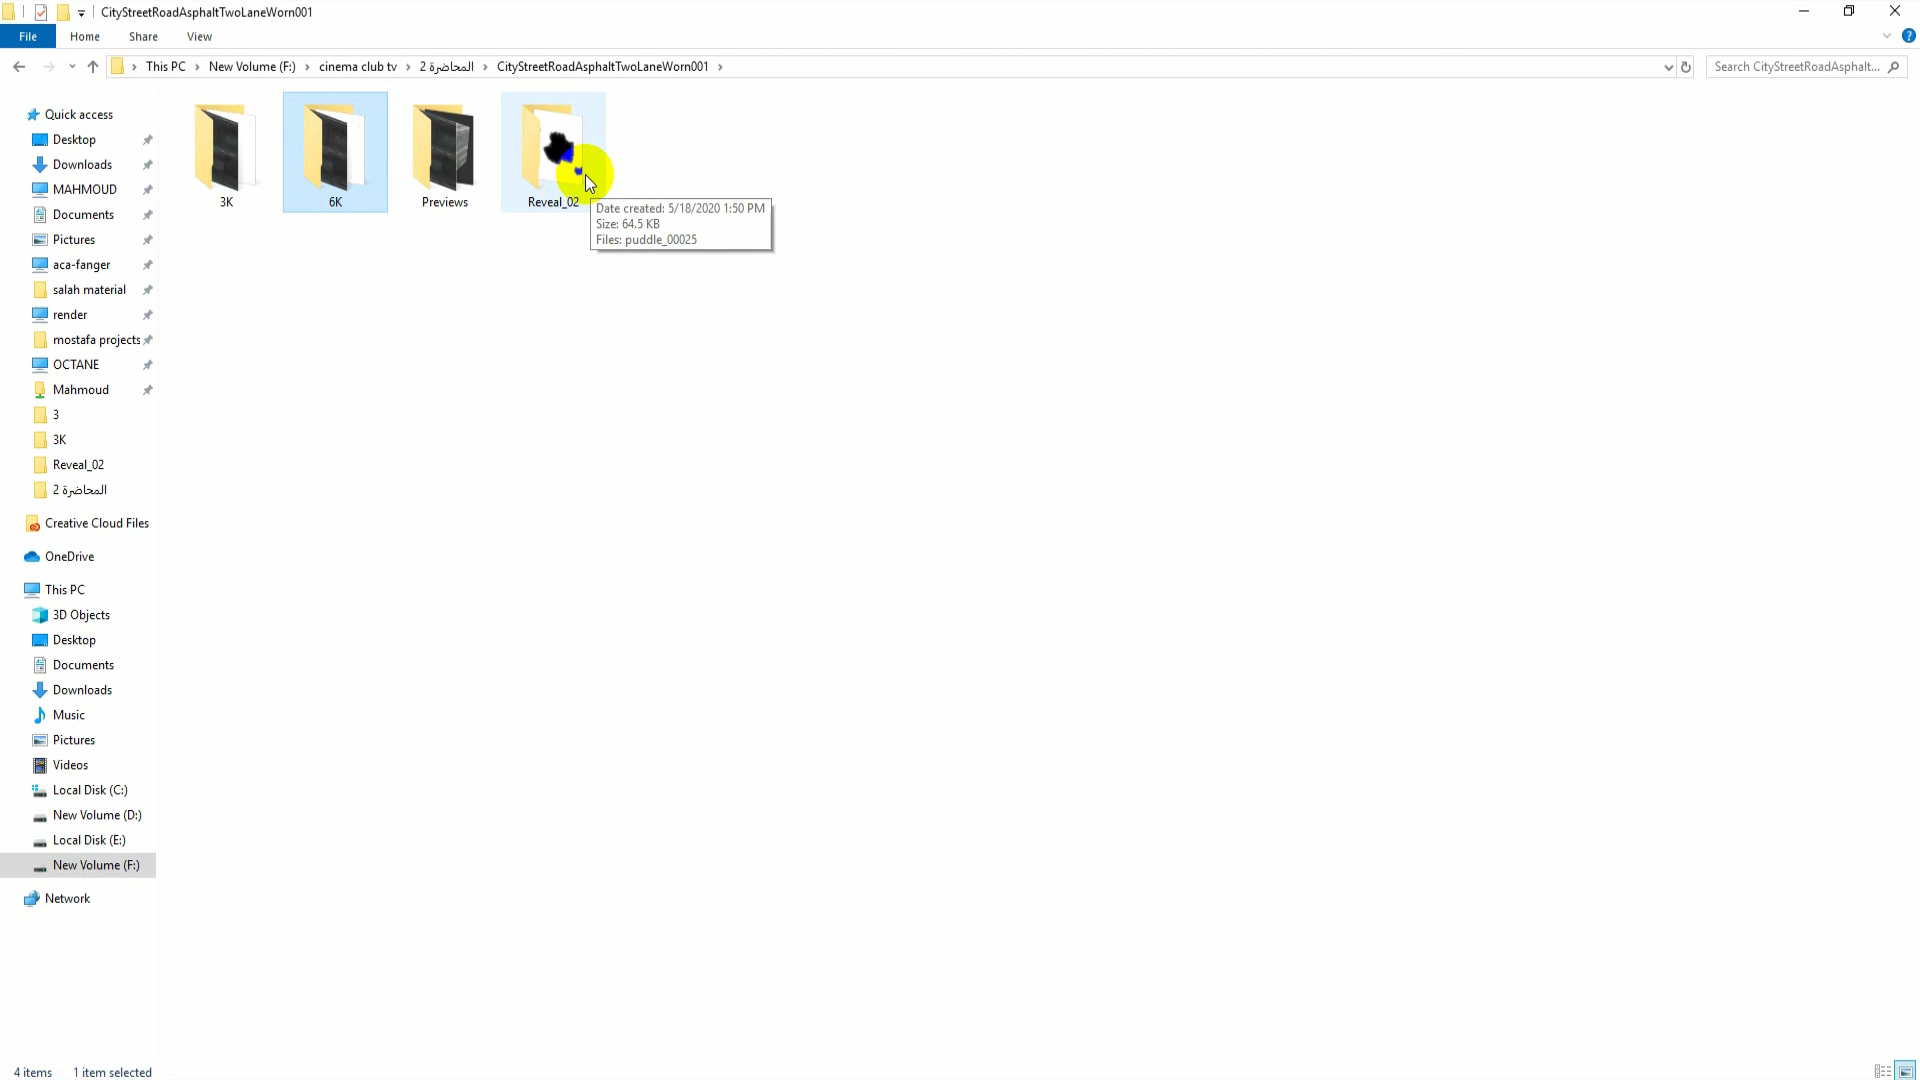 CityStreetRoadAsphaltTwoLaneWorn001
File Home Share View
This PC New Volume (F:) cinema club tv المحاضرة 2 CityStreetRoadAsphaltTwoLaneWorn001
Search CityStreetRoadAsphalt...
Quick access
Desktop
Downloads
MAHMOUD
Documents
Pictures
aca-fanger
salah material
render
mostafa projects
OCTANE
Mahmoud
3
3K
Reveal_02
المحاضرة 2
Creative Cloud Files
OneDrive
This PC
3D Objects
Desktop
Documents
Downloads
Music
Pictures
Videos
Local Disk (C:)
New Volume (D:)
Local Disk (E:)
New Volume (F:)
Network
3K 6K Previews Reveal_02
Date created: 5/18/2020 1:50 PM
Size: 64.5 KB
Files: puddle_00025
4 items 1 item selected